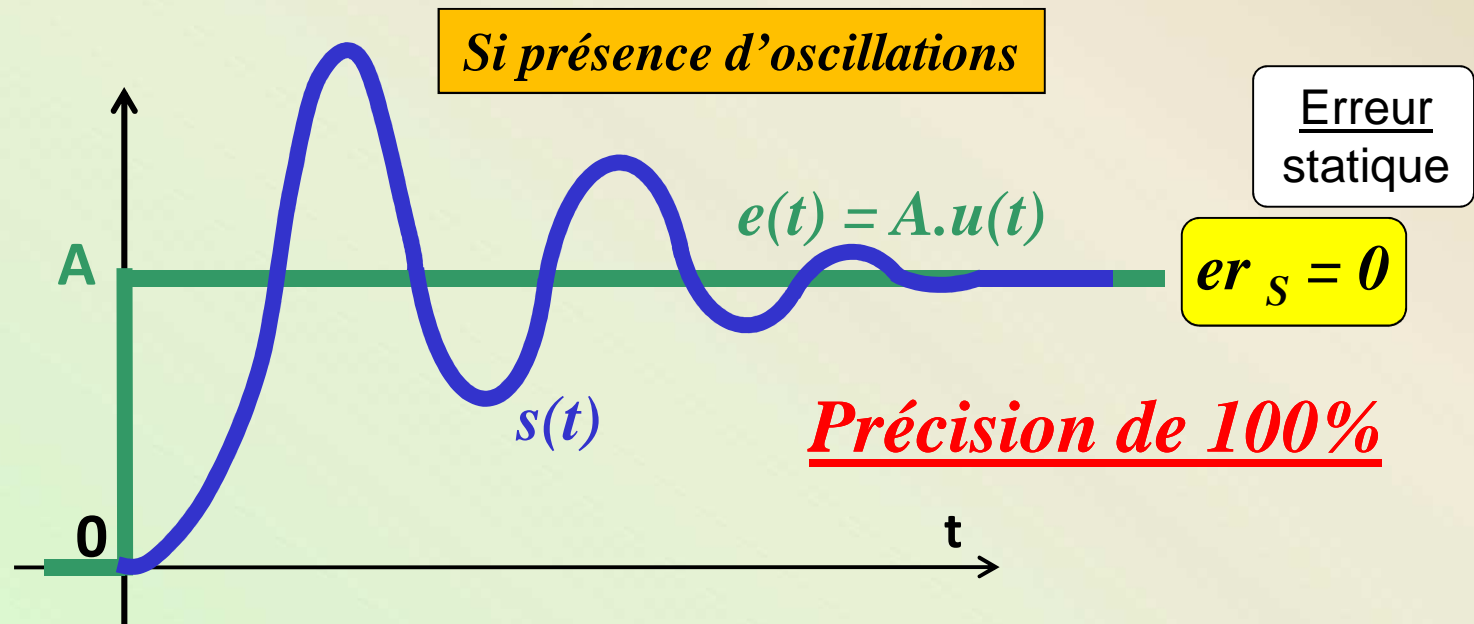 Si présence d'oscillations
Erreur
statique
e(t) = A.u(t)
A
er S = 0
s(t)
Précision de 100%
0
t